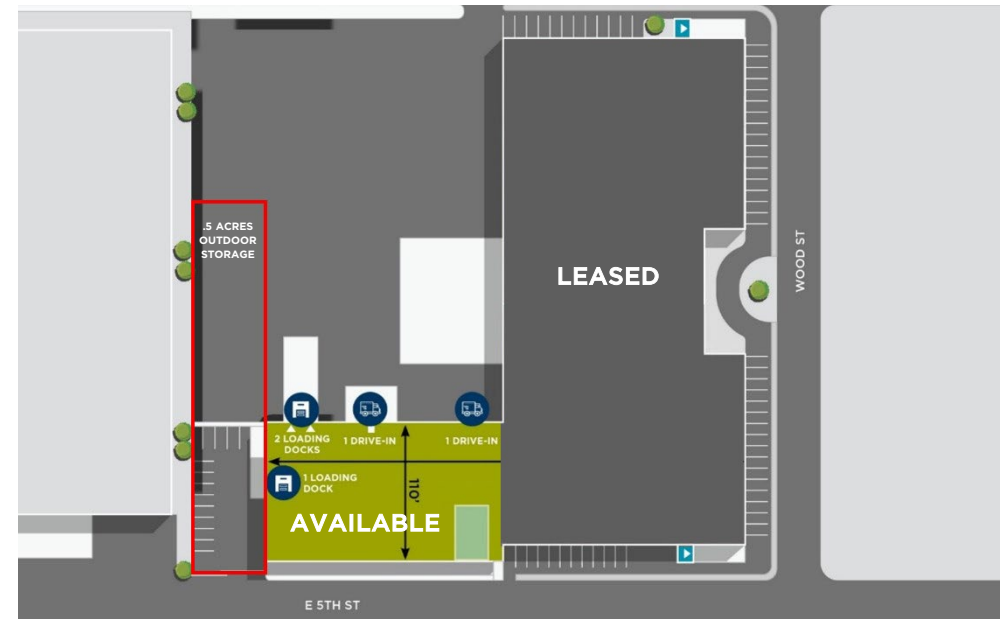 .5 ACRES
OUTDOOR
STORAGE
LEASED
WOOD ST
2 LOADING
DOCKS
1 DRIVE-IN
1 DRIVE-IN
1 LOADING
DOCK
110'
AVAILABLE
E 5TH ST